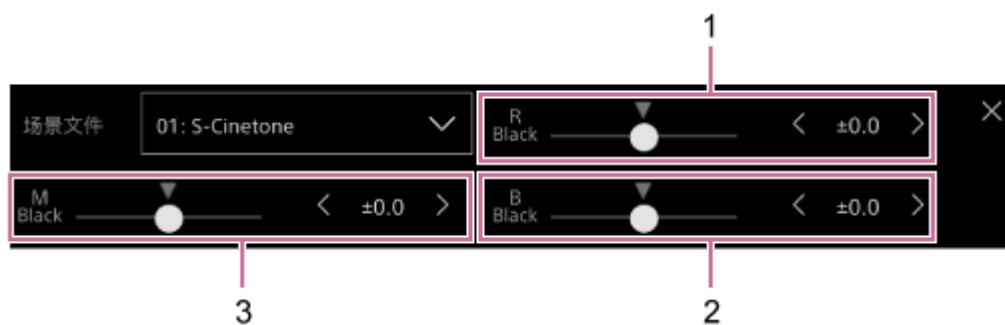 1
场景文件
01: S-Cinetone
R
Black
±0.0
M
Black
±0.0
B
Black
±0.0
3
2